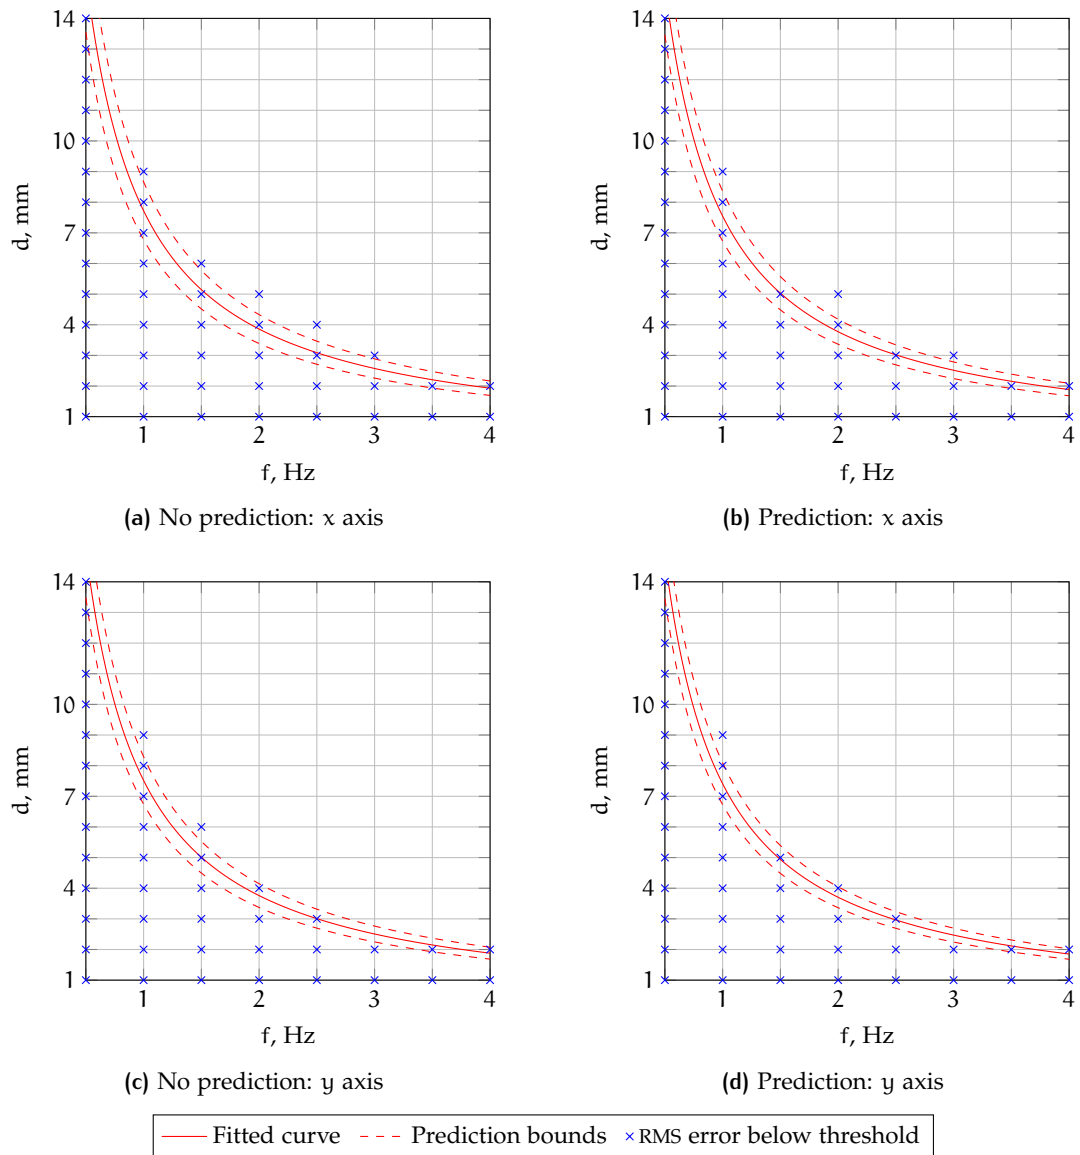 14
10
7
4
1
d, mm
1 2 3 4
f, Hz
(a) No prediction: x axis
14
10
7
4
1
d, mm
1 2 3 4
f, Hz
(b) Prediction: x axis
14
10
7
4
1
d, mm
1 2 3 4
f, Hz
(c) No prediction: y axis
14
10
7
4
1
d, mm
1 2 3 4
f, Hz
(d) Prediction: y axis
Fitted curve Prediction bounds RMS error below threshold